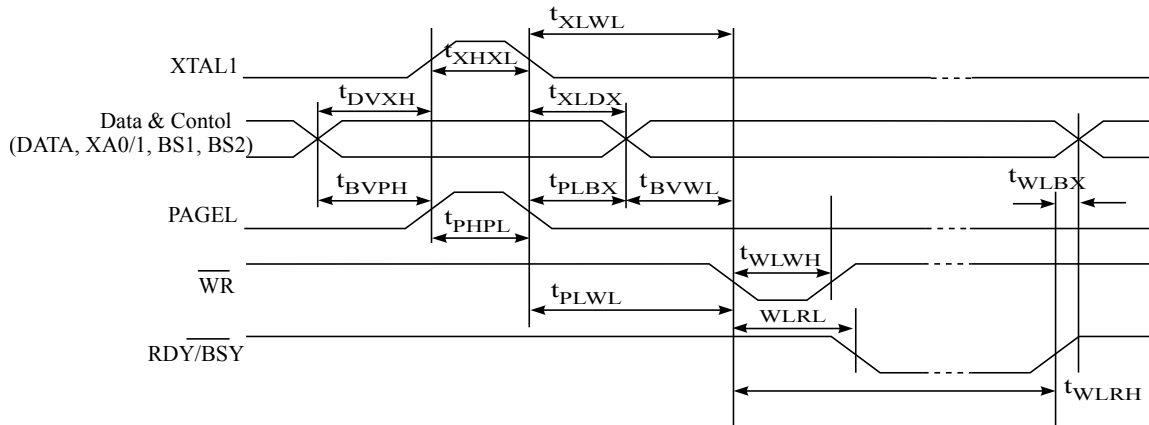 tXLWL
XTAL1
tXHXL
tDVXH
tXLDX
Data & Contol
(DATA, XA0/1, BS1, BS2)
tBVPH
tPLBX
tBVWL
tWLBX
PAGEL
tPHPL
tWLWH
WR
tPLWL
WLRL
RDY/BSY
tWLRH